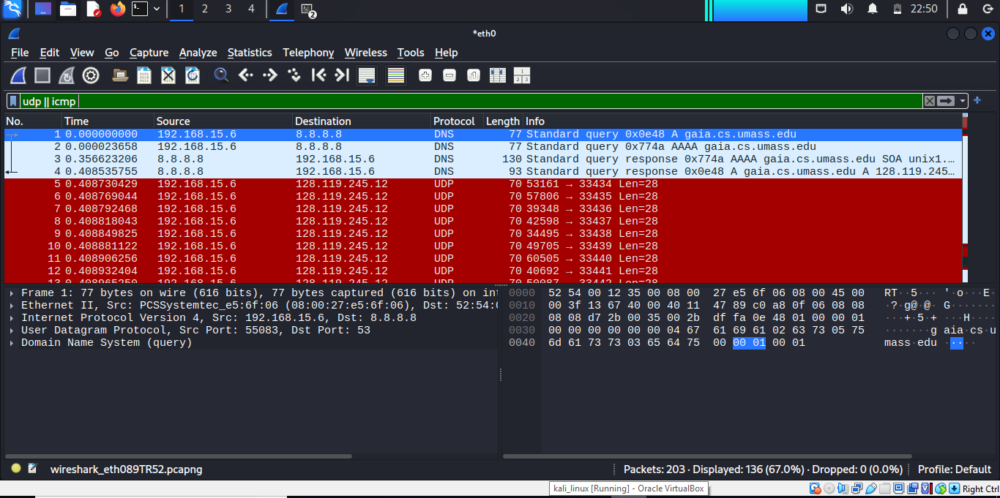 1 2 3 4 2 22:50
*eth0
File Edit View Go Capture Analyze Statistics Telephony Wireless Tools Help
udp || icmp
No. Time Source Destination Protocol Length Info
1 0.000000000 192.168.15.6 8.8.8.8 DNS 77 Standard query 0x0e48 A gaia.cs.umass.edu
2 0.000023658 192.168.15.6 8.8.8.8 DNS 77 Standard query 0x774a AAAA gaia.cs.umass.edu
3 0.356623206 8.8.8.8 192.168.15.6 DNS 130 Standard query response 0x774a AAAA gaia.cs.umass.edu SOA unix1.…
4 0.408535755 8.8.8.8 192.168.15.6 DNS 93 Standard query response 0x0e48 A gaia.cs.umass.edu A 128.119.245…
5 0.408730429 192.168.15.6 128.119.245.12 UDP 70 53161 → 33434 Len=28
6 0.408769044 192.168.15.6 128.119.245.12 UDP 70 57806 → 33435 Len=28
7 0.408792468 192.168.15.6 128.119.245.12 UDP 70 39348 → 33436 Len=28
8 0.408818043 192.168.15.6 128.119.245.12 UDP 70 42598 → 33437 Len=28
9 0.408849825 192.168.15.6 128.119.245.12 UDP 70 34495 → 33438 Len=28
10 0.408881122 192.168.15.6 128.119.245.12 UDP 70 49705 → 33439 Len=28
11 0.408906256 192.168.15.6 128.119.245.12 UDP 70 60505 → 33440 Len=28
12 0.408932404 192.168.15.6 128.119.245.12 UDP 70 40692 → 33441 Len=28
13 0.408965250 192.168.15.6 128.119.245.12 UDP 70 50087 → 33442 Len=28
Frame 1: 77 bytes on wire (616 bits), 77 bytes captured (616 bits) on in
Ethernet II, Src: PCSSystemtec_e5:6f:06 (08:00:27:e5:6f:06), Dst: 52:54:0
Internet Protocol Version 4, Src: 192.168.15.6, Dst: 8.8.8.8
User Datagram Protocol, Src Port: 55083, Dst Port: 53
Domain Name System (query)
0000 52 54 00 12 35 00 08 00 27 e5 6f 06 08 00 45 00 RT··5··· '·o···E·
0010 00 3f 13 67 40 00 40 11 47 89 c0 a8 0f 06 08 08 ·?·g@·@· G·······
0020 08 08 d7 2b 00 35 00 2b df fa 0e 48 01 00 00 01 ···+·5·+ ···H····
0030 00 00 00 00 00 00 04 67 61 69 61 02 63 73 05 75 ·······g aia·cs·u
0040 6d 61 73 73 03 65 64 75 00 00 01 00 01 mass·edu ·····
wireshark_eth089TR52.pcapng Packets: 203 · Displayed: 136 (67.0%) · Dropped: 0 (0.0%) Profile: Default
kali_linux [Running] - Oracle VirtualBox Right Ctrl